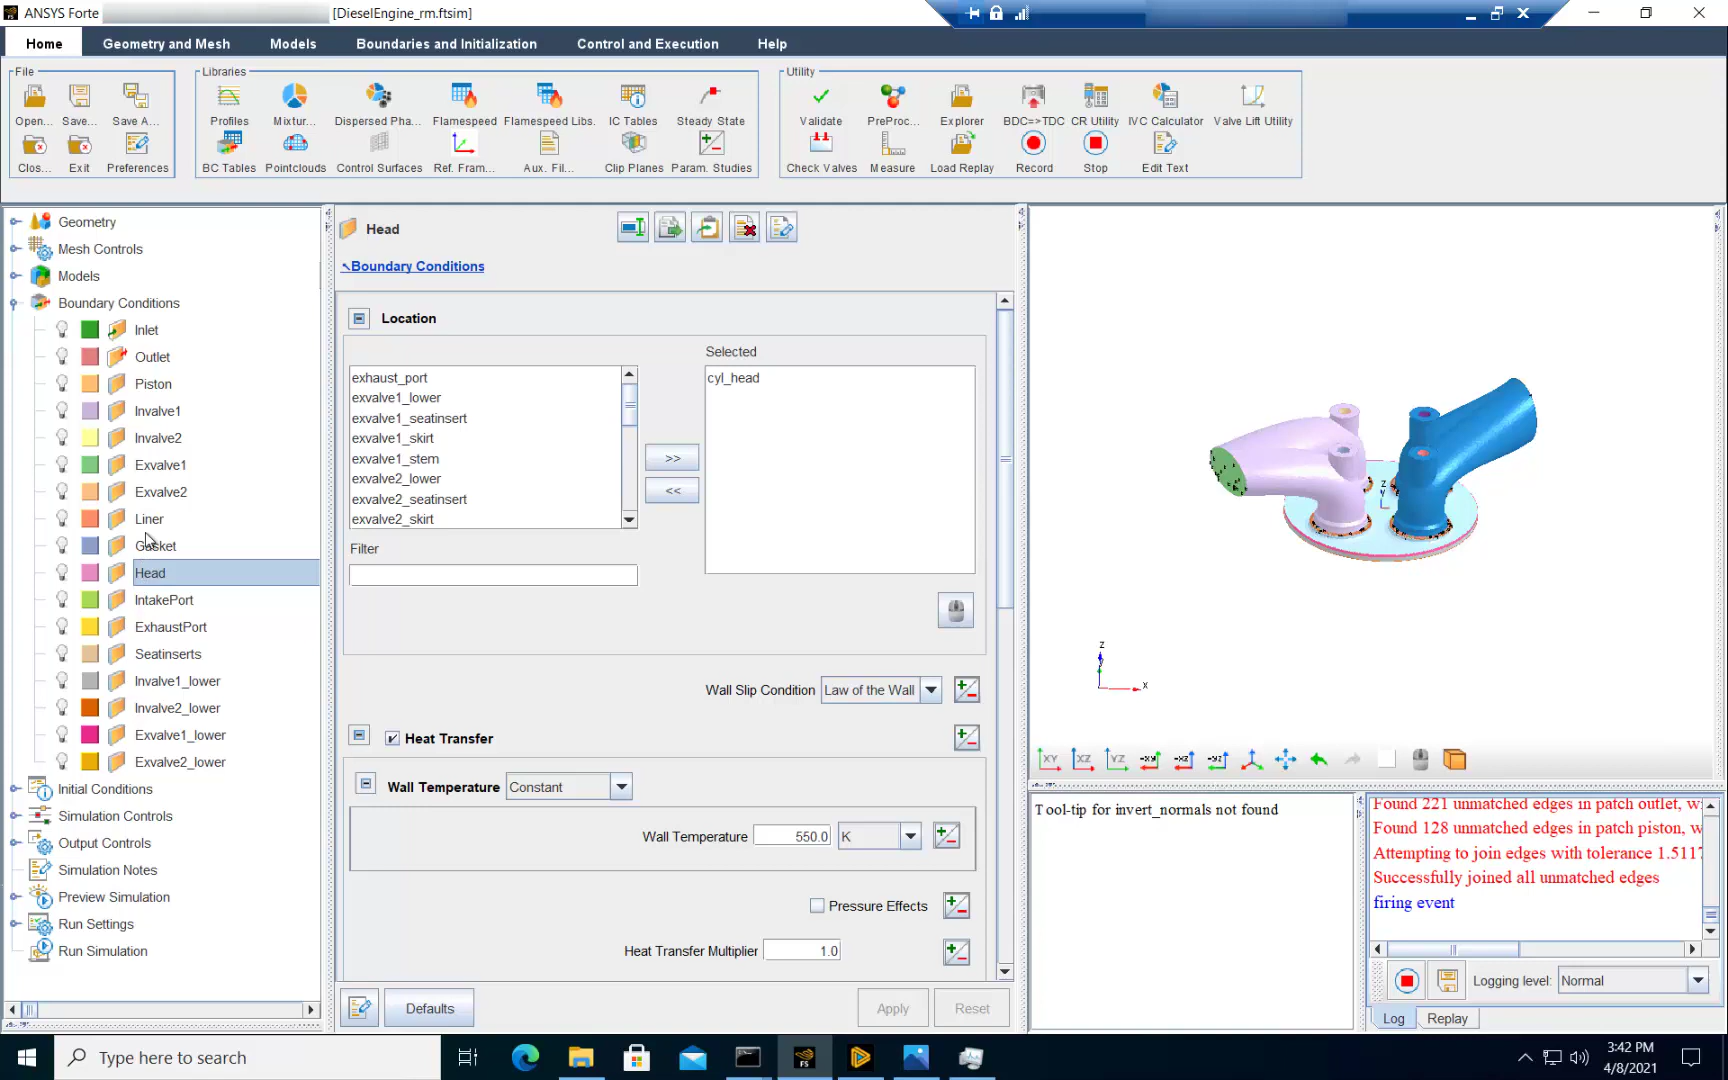 ANSYS Forte
[DieselEngine_rm.ftsim]
Home
Geometry and Mesh
Models
Boundaries and Initialization
Control and Execution
Help
File
Open...
Save...
Save A...
Clos...
Exit
Preferences
Libraries
Profiles
Mixtur...
Dispersed Pha...
Flamespeed
Flamespeed Libs.
IC Tables
Steady State
BC Tables
Pointclouds
Control Surfaces
Ref. Fram...
Aux. Fil...
Clip Planes
Param. Studies
Utility
Validate
PreProc...
Explorer
BDC=>TDC
CR Utility
IVC Calculator
Valve Lift Utility
Check Valves
Measure
Load Replay
Record
Stop
Edit Text
Geometry
Mesh Controls
Models
Boundary Conditions
Inlet
Outlet
Piston
Invalve1
Invalve2
Exvalve1
Exvalve2
Liner
Gasket
Head
IntakePort
ExhaustPort
Seatinserts
Invalve1_lower
Invalve2_lower
Exvalve1_lower
Exvalve2_lower
Initial Conditions
Simulation Controls
Output Controls
Simulation Notes
Preview Simulation
Run Settings
Run Simulation
Head
Boundary Conditions
Location
exhaust_port
exvalve1_lower
exvalve1_seatinsert
exvalve1_skirt
exvalve1_stem
exvalve2_lower
exvalve2_seatinsert
exvalve2_skirt
>>
<<
Selected
cyl_head
Filter
Wall Slip Condition Law of the Wall
Heat Transfer
Wall Temperature Constant
Wall Temperature 550.0 K
Pressure Effects
Heat Transfer Multiplier 1.0
Defaults
Apply
Reset
Z
Y
Z
X
XY
XZ
YZ
-XY
-XZ
-YZ
Tool-tip for invert_normals not found
Found 221 unmatched edges in patch outlet, w
Found 128 unmatched edges in patch piston, w
Attempting to join edges with tolerance 1.511
Successfully joined all unmatched edges
firing event
Logging level: Normal
Log
Replay
Type here to search
FS
3:42 PM
4/8/2021